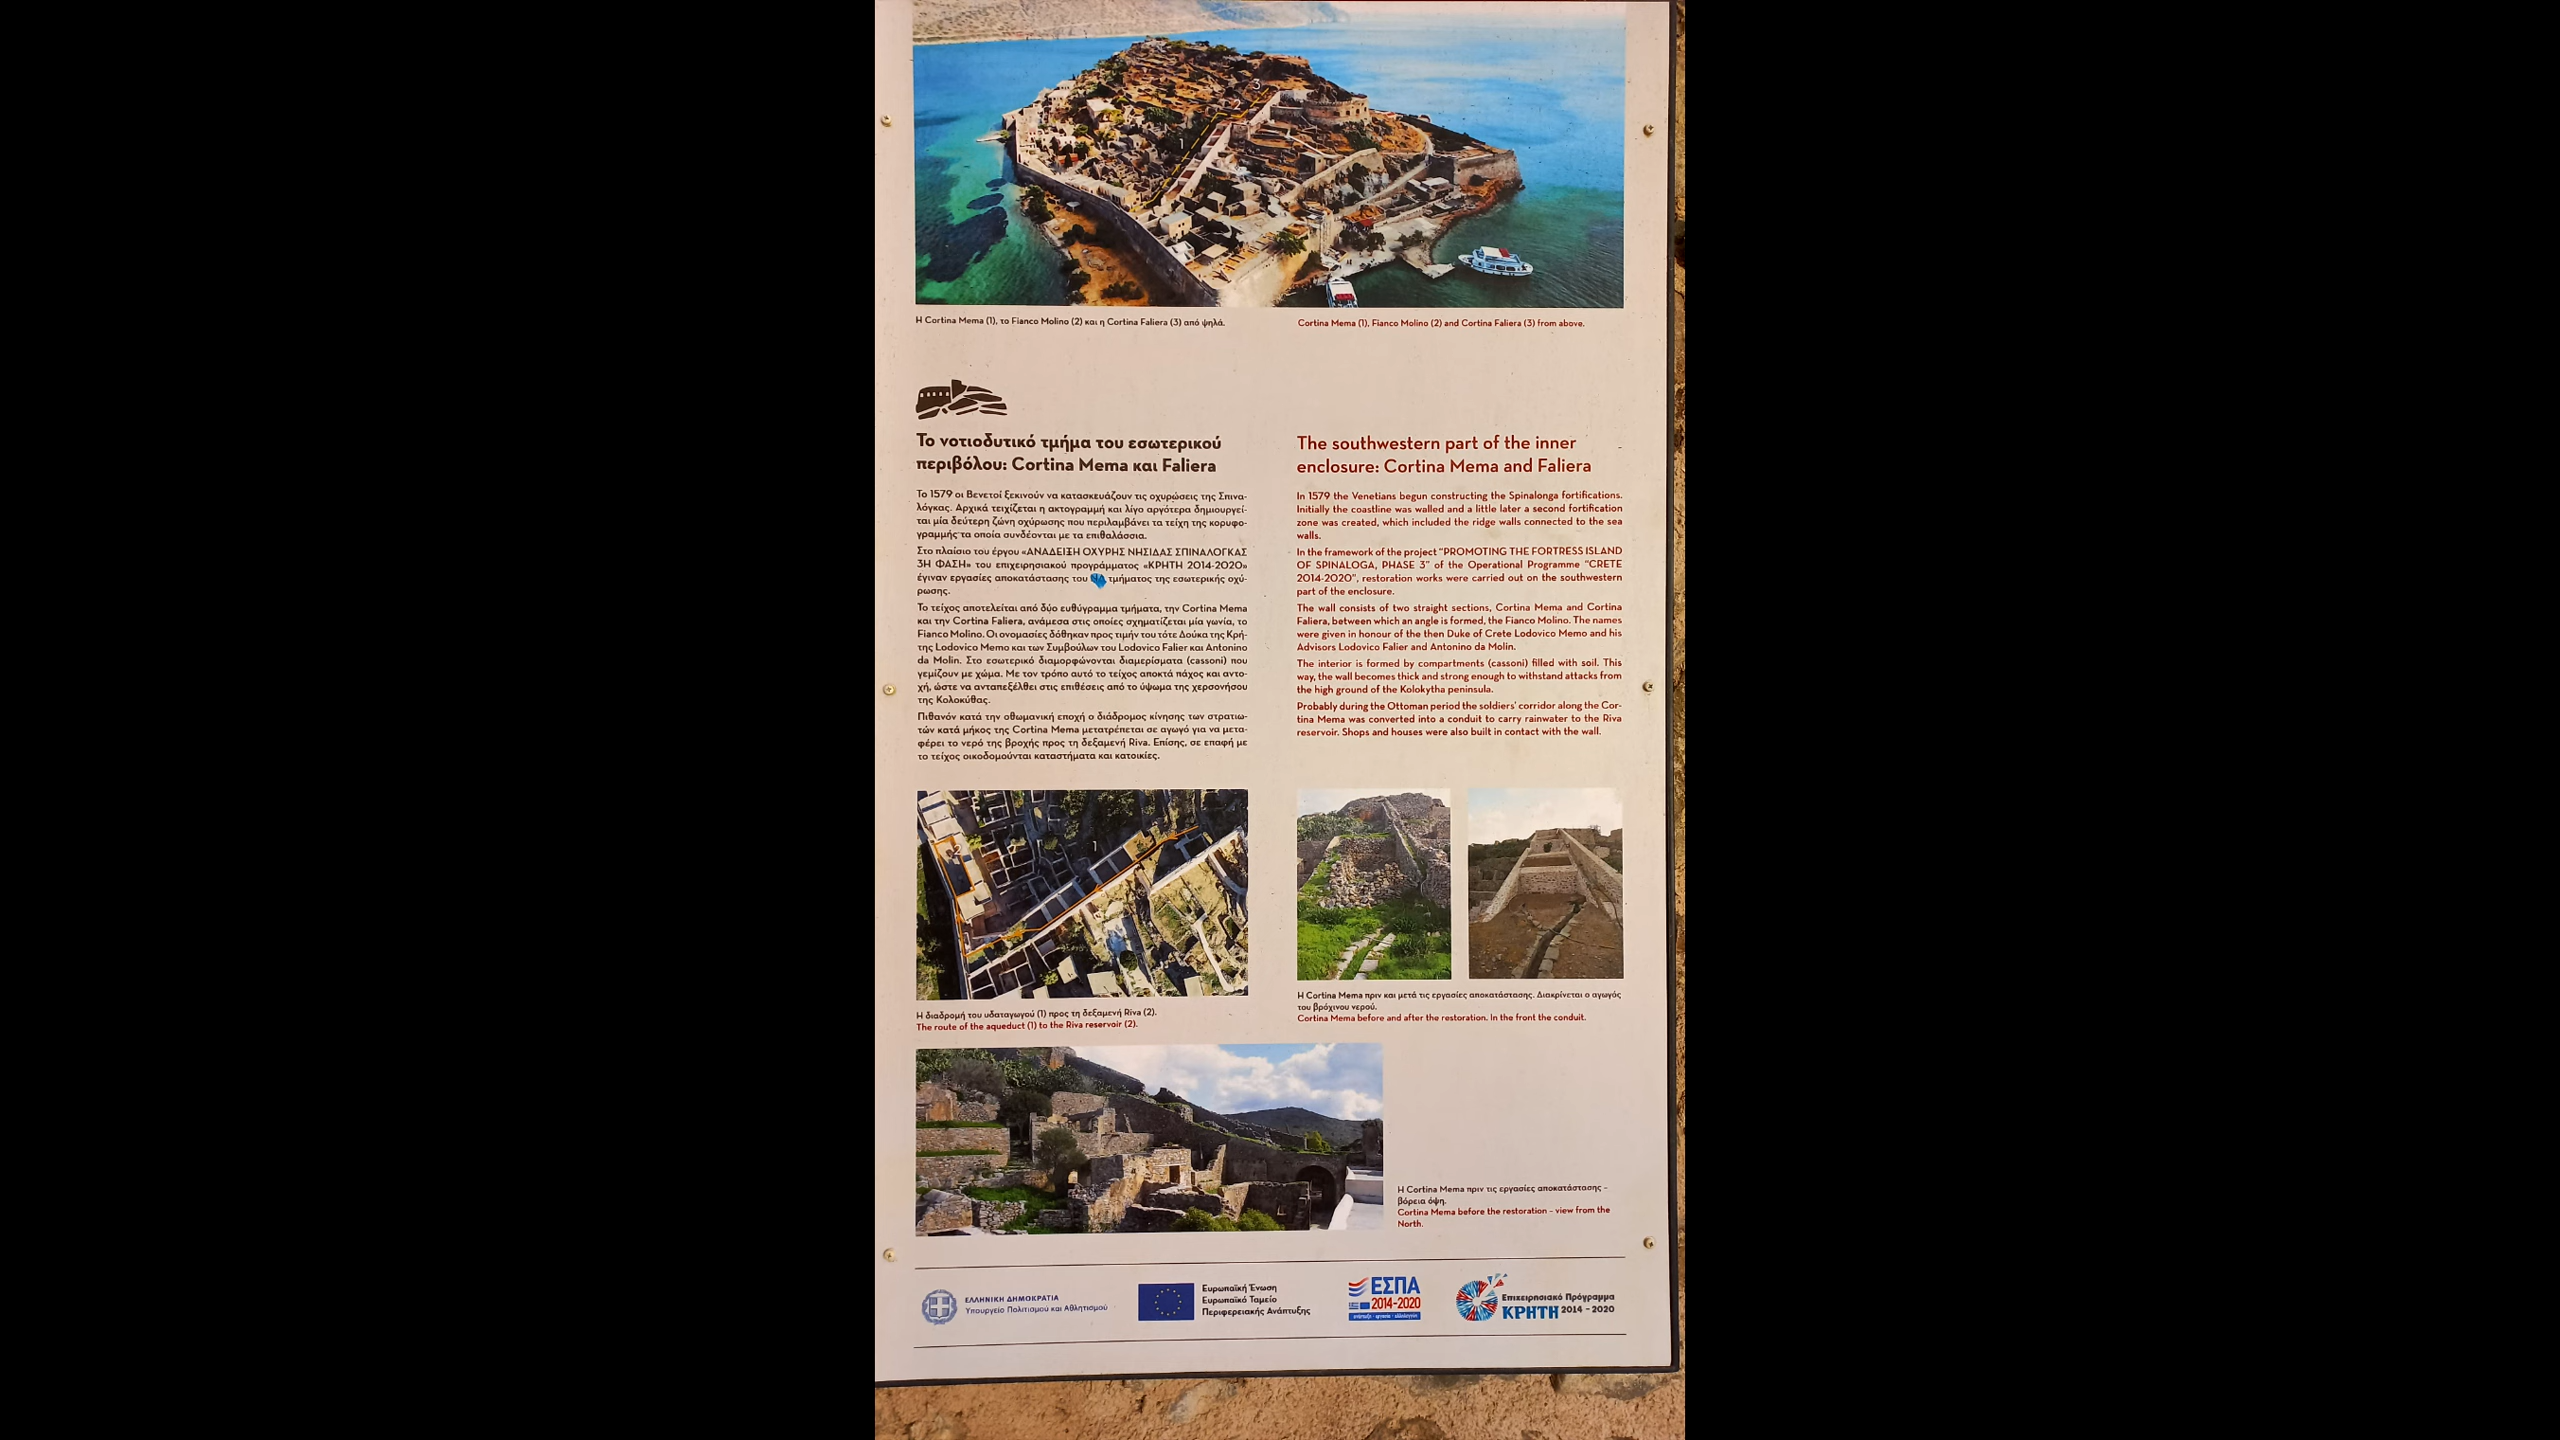 3
2
1
Η Cortina Mema (1), το Fianco Molino (2) και η Cortina Faliera (3) από ψηλά.
Cortina Mema (1), Fianco Molino (2) and Cortina Faliera (3) from above.
Το νοτιοδυτικό τμήμα του εσωτερικού
περιβόλου: Cortina Mema και Faliera
Το 1579 οι Βενετοί ξεκινούν να κατασκευάζουν τις οχυρώσεις της Σπινα-
λόγκας. Αρχικά τειχίζεται η ακτογραμμή και λίγο αργότερα δημιουργεί-
ται μία δεύτερη ζώνη οχύρωσης που περιλαμβάνει τα τείχη της κορυφο-
γραμμής τα οποία συνδέονται με τα επιθαλάσσια.
Στο πλαίσιο του έργου «ΑΝΑΔΕΙΞΗ ΟΧΥΡΗΣ ΝΗΣΙΔΑΣ ΣΠΙΝΑΛΟΓΚΑΣ
3Η ΦΑΣΗ» του επιχειρησιακού προγράμματος «ΚΡΗΤΗ 2014-2020»
έγιναν εργασίες αποκατάστασης του ΝΔ τμήματος της εσωτερικής οχύ-
ρωσης.
Το τείχος αποτελείται από δύο ευθύγραμμα τμήματα, την Cortina Mema
και την Cortina Faliera, ανάμεσα στις οποίες σχηματίζεται μία γωνία, το
Fianco Molino. Οι ονομασίες δόθηκαν προς τιμήν του τότε Δούκα της Κρή-
της Lodovico Memo και των Συμβούλων του Lodovico Falier και Antonino
da Molin. Στο εσωτερικό διαμορφώνονται διαμερίσματα (cassoni) που
γεμίζουν με χώμα. Με τον τρόπο αυτό το τείχος αποκτά πάχος και αντο-
χή, ώστε να ανταπεξέλθει στις επιθέσεις από το ύψωμα της χερσονήσου
της Κολοκύθας.
Πιθανόν κατά την οθωμανική εποχή ο διάδρομος κίνησης των στρατιω-
τών κατά μήκος της Cortina Mema μετατρέπεται σε αγωγό για να μετα-
φέρει το νερό της βροχής προς τη δεξαμενή Riva. Επίσης, σε επαφή με
το τείχος οικοδομούνται καταστήματα και κατοικίες.
The southwestern part of the inner
enclosure: Cortina Mema and Faliera
In 1579 the Venetians begun constructing the Spinalonga fortifications.
Initially the coastline was walled and a little later a second fortification
zone was created, which included the ridge walls connected to the sea
walls.
In the framework of the project "PROMOTING THE FORTRESS ISLAND
OF SPINALOGA, PHASE 3" of the Operational Programme "CRETE
2014-2020", restoration works were carried out on the southwestern
part of the enclosure.
The wall consists of two straight sections, Cortina Mema and Cortina
Faliera, between which an angle is formed, the Fianco Molino. The names
were given in honour of the then Duke of Crete Lodovico Memo and his
Advisors Lodovico Falier and Antonino da Molin.
The interior is formed by compartments (cassoni) filled with soil. This
way, the wall becomes thick and strong enough to withstand attacks from
the high ground of the Kolokytha peninsula.
Probably during the Ottoman period the soldiers' corridor along the Cor-
tina Mema was converted into a conduit to carry rainwater to the Riva
reservoir. Shops and houses were also built in contact with the wall.
2
1
Η διαδρομή του υδαταγωγού (1) προς τη δεξαμενή Riva (2).
The route of the aqueduct (1) to the Riva reservoir (2).
Η Cortina Mema πριν και μετά τις εργασίες αποκατάστασης. Διακρίνεται ο αγωγός
του βρόχινου νερού.
Cortina Mema before and after the restoration. In the front the conduit.
Η Cortina Mema πριν τις εργασίες αποκατάστασης –
βόρεια όψη.
Cortina Mema before the restoration – view from the
North.
ΕΛΛΗΝΙΚΗ ΔΗΜΟΚΡΑΤΙΑ
Υπουργείο Πολιτισμού και Αθλητισμού
Ευρωπαϊκή Ένωση
Ευρωπαϊκό Ταμείο
Περιφερειακής Ανάπτυξης
ΕΣΠΑ
2014-2020
ανάπτυξη - εργασία - αλληλεγγύη
Επιχειρησιακό Πρόγραμμα
ΚΡΗΤΗ 2014 - 2020